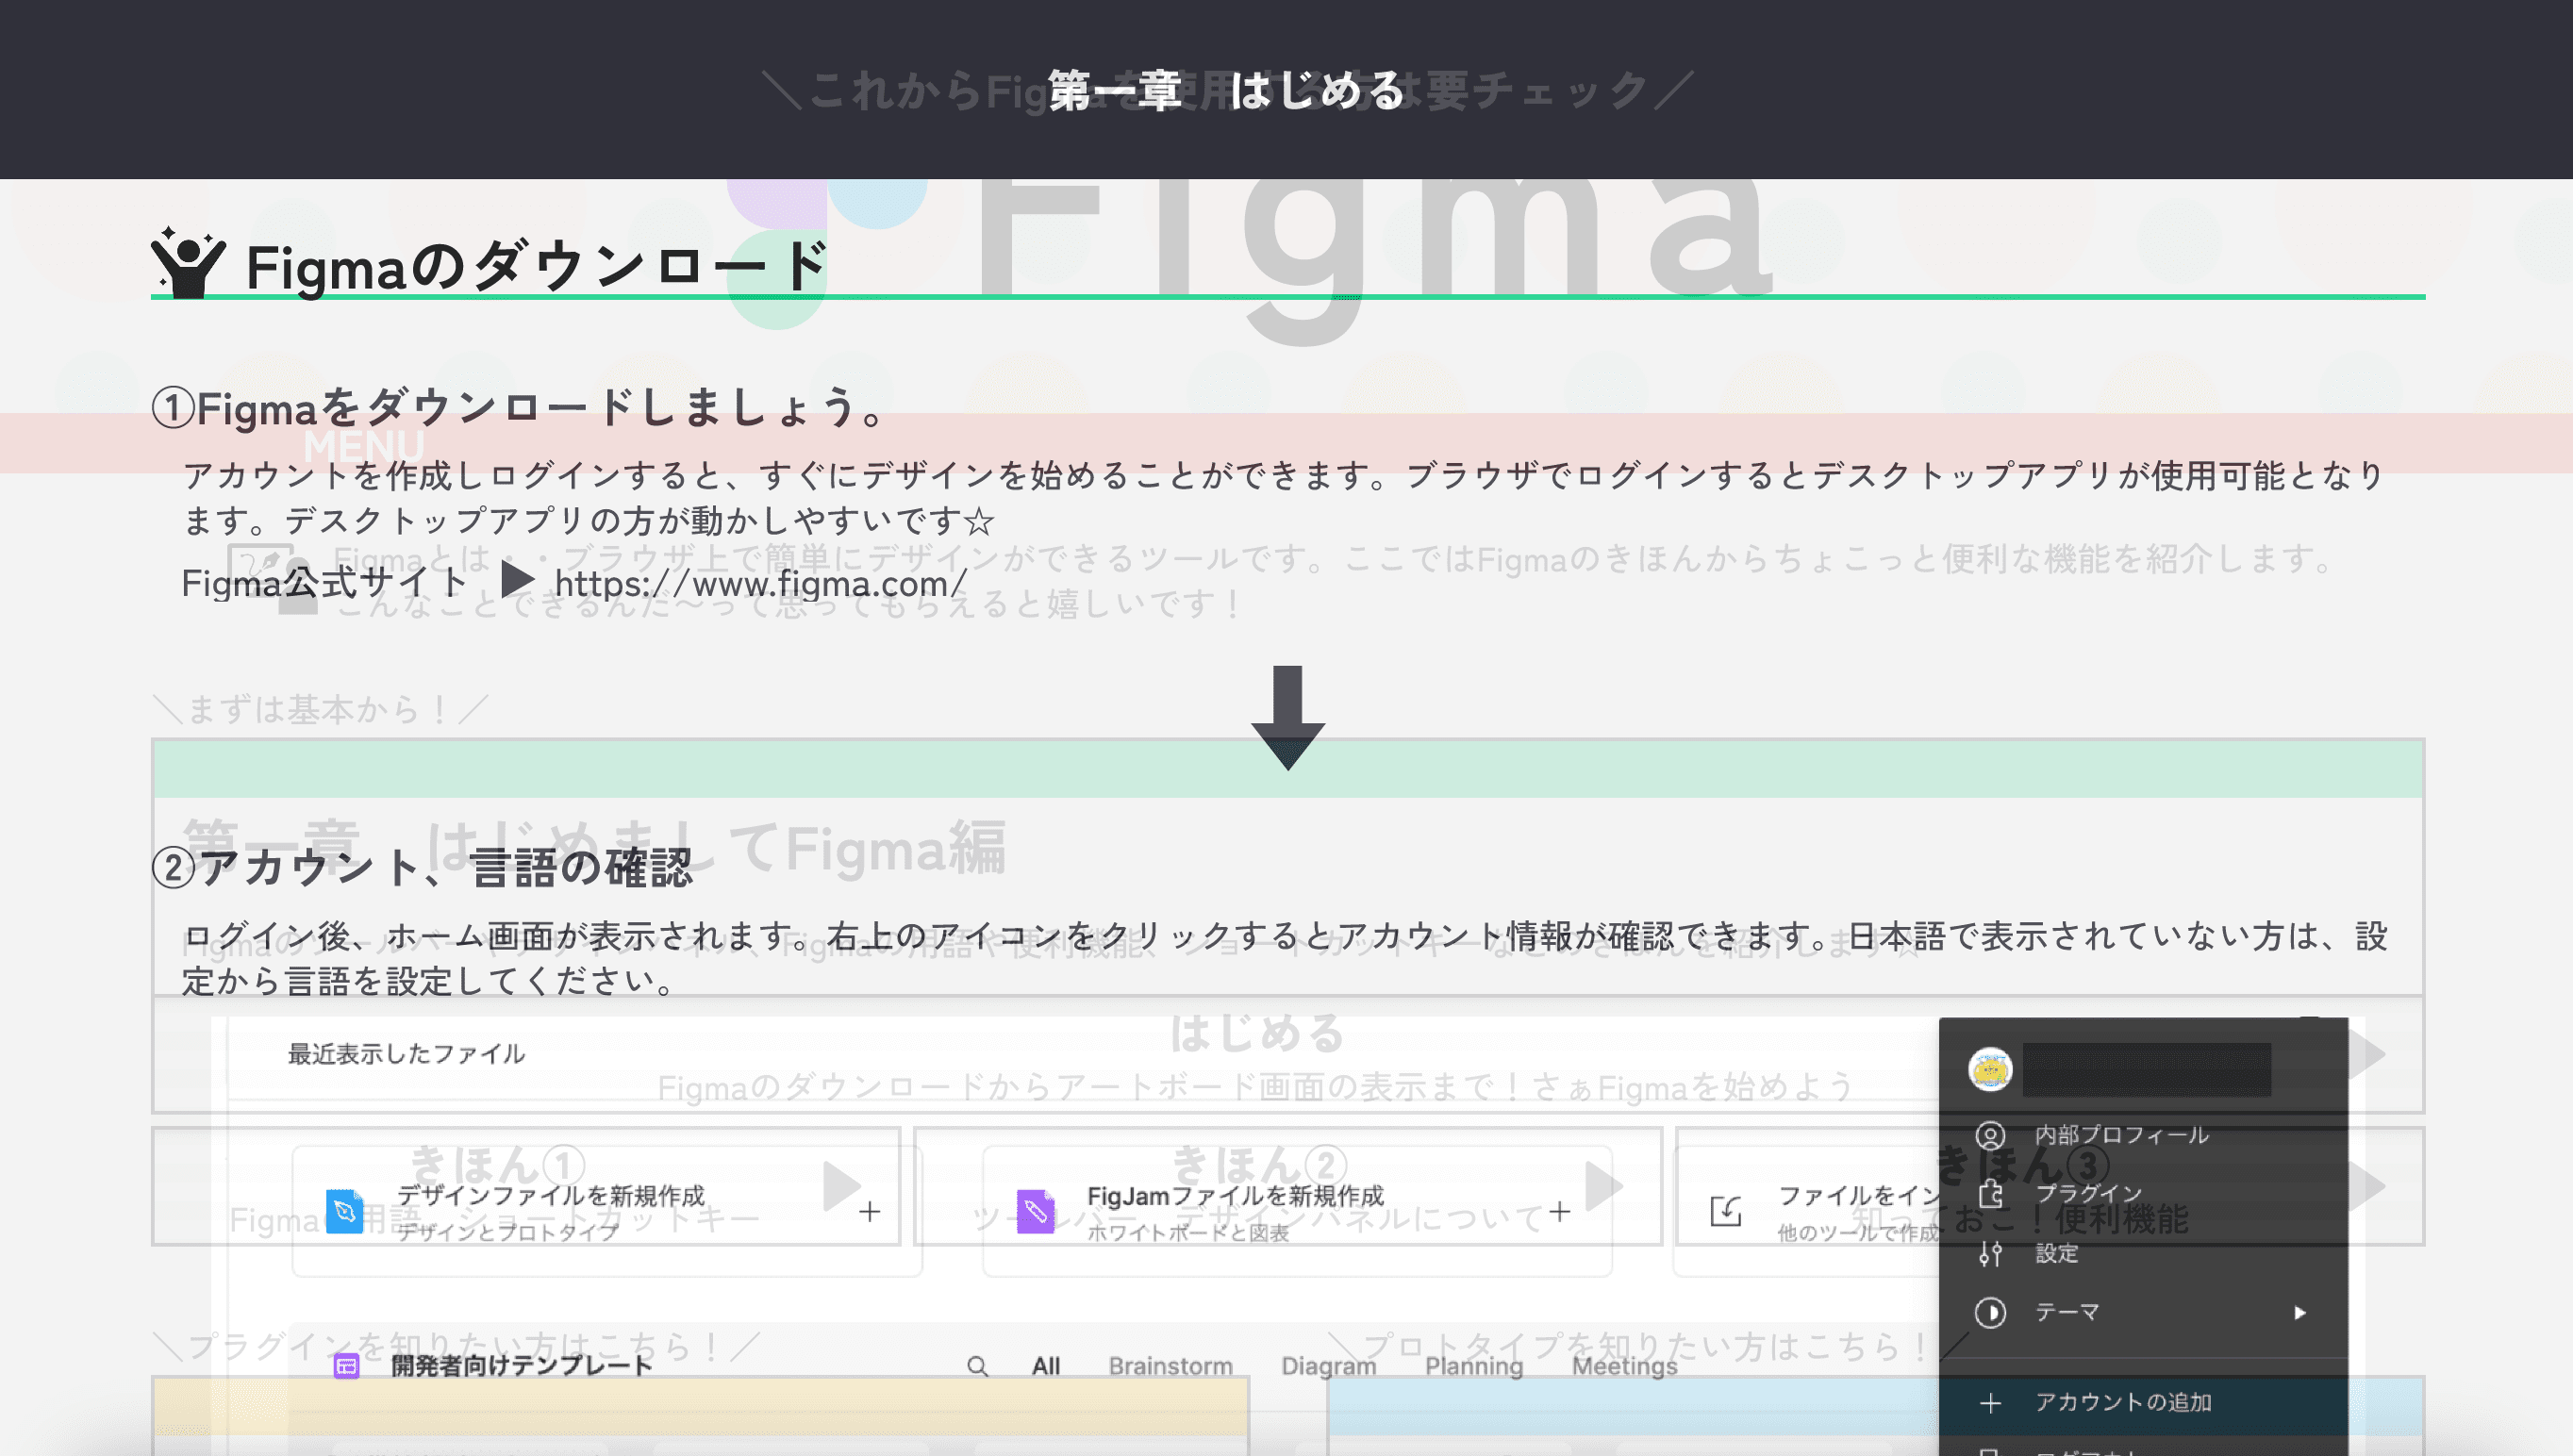 ＼これからFigmaを使用する方は要チェック／
第一章　はじめる
Figma
Figmaのダウンロード
①Figmaをダウンロードしましょう。
MENU
アカウントを作成しログインすると、すぐにデザインを始めることができます。ブラウザでログインするとデスクトップアプリが使用可能となり
ます。デスクトップアプリの方が動かしやすいです☆
Figmaとは・・ブラウザ上で簡単にデザインができるツールです。ここではFigmaのきほんからちょこっと便利な機能を紹介します。
Figma公式サイト　▶　https://www.figma.com/
こんなことできるんだ〜って思ってもらえると嬉しいです！
＼まずは基本から！／
第一章　はじめましてFigma編
②アカウント、言語の確認
ログイン後、ホーム画面が表示されます。右上のアイコンをクリックするとアカウント情報が確認できます。日本語で表示されていない方は、設
定から言語を設定してください。
Figmaのツールバーやデザインパネル、Figmaの用語や便利機能、ショートカットキーなどのきほんを紹介します☆
はじめる
最近表示したファイル
Figmaのダウンロードからアートボード画面の表示まで！さぁFigmaを始めよう
内部プロフィール
きほん①
きほん②
きほん③
デザインファイルを新規作成
FigJamファイルを新規作成
ファイルをイン
プラグイン
Figmaの用語・ショートカットキー
ツールバー、デザインパネルについて
知っておこ！便利機能
デザインとプロトタイプ
ホワイトボードと図表
他のツールで作成
設定
テーマ
＼プラグインを知りたい方はこちら！／
＼プロトタイプを知りたい方はこちら！／
開発者向けテンプレート
All
Brainstorm
Diagram
Planning
Meetings
アカウントの追加